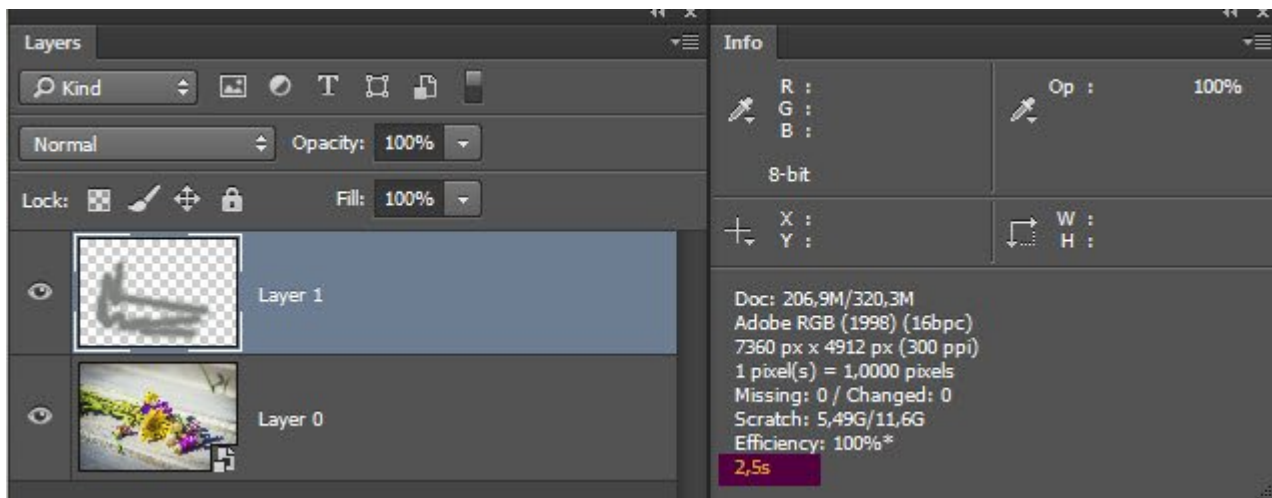 Layers
Kind
Normal
Opacity: 100%
Lock:
Fill: 100%
Layer 1
Layer 0
Info
R :
G :
B :
8-bit
Op : 100%
X :
Y :
W :
H :
Doc: 206,9M/320,3M
Adobe RGB (1998) (16bpc)
7360 px x 4912 px (300 ppi)
1 pixel(s) = 1,0000 pixels
Missing: 0 / Changed: 0
Scratch: 5,49G/11,6G
Efficiency: 100%*
2,5s